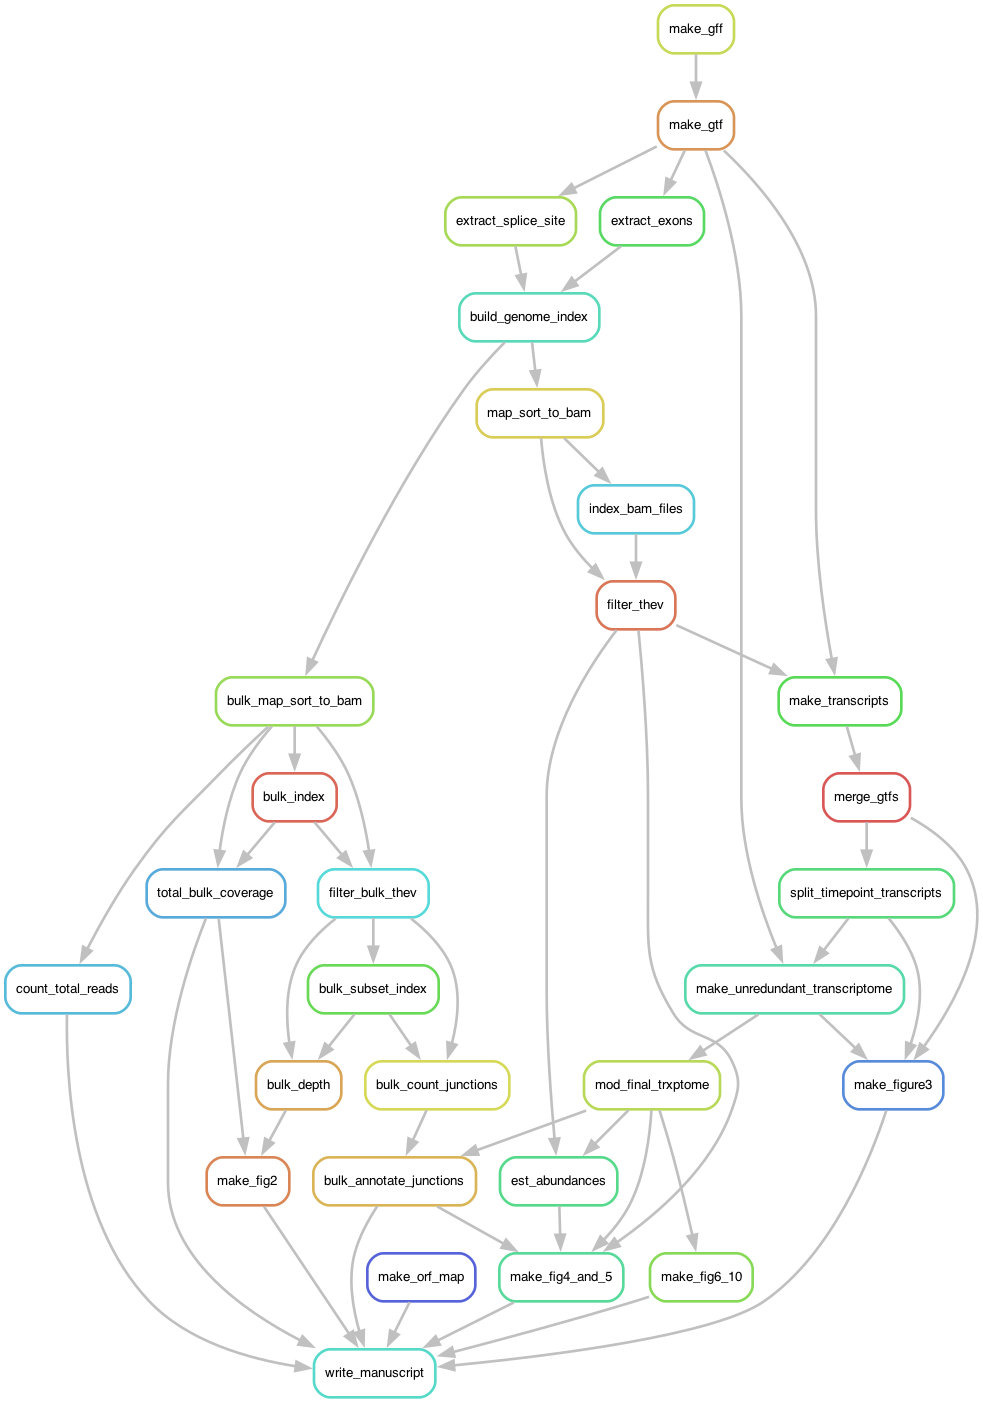 make_gff
make_gtf
extract_splice_site
extract_exons
build_genome_index
map_sort_to_bam
index_bam_files
filter_thev
bulk_map_sort_to_bam
make_transcripts
bulk_index
merge_gtfs
total_bulk_coverage
filter_bulk_thev
split_timepoint_transcripts
count_total_reads
bulk_subset_index
make_unredundant_transcriptome
bulk_depth
bulk_count_junctions
mod_final_trxptome
make_figure3
make_fig2
bulk_annotate_junctions
est_abundances
make_orf_map
make_fig4_and_5
make_fig6_10
write_manuscript